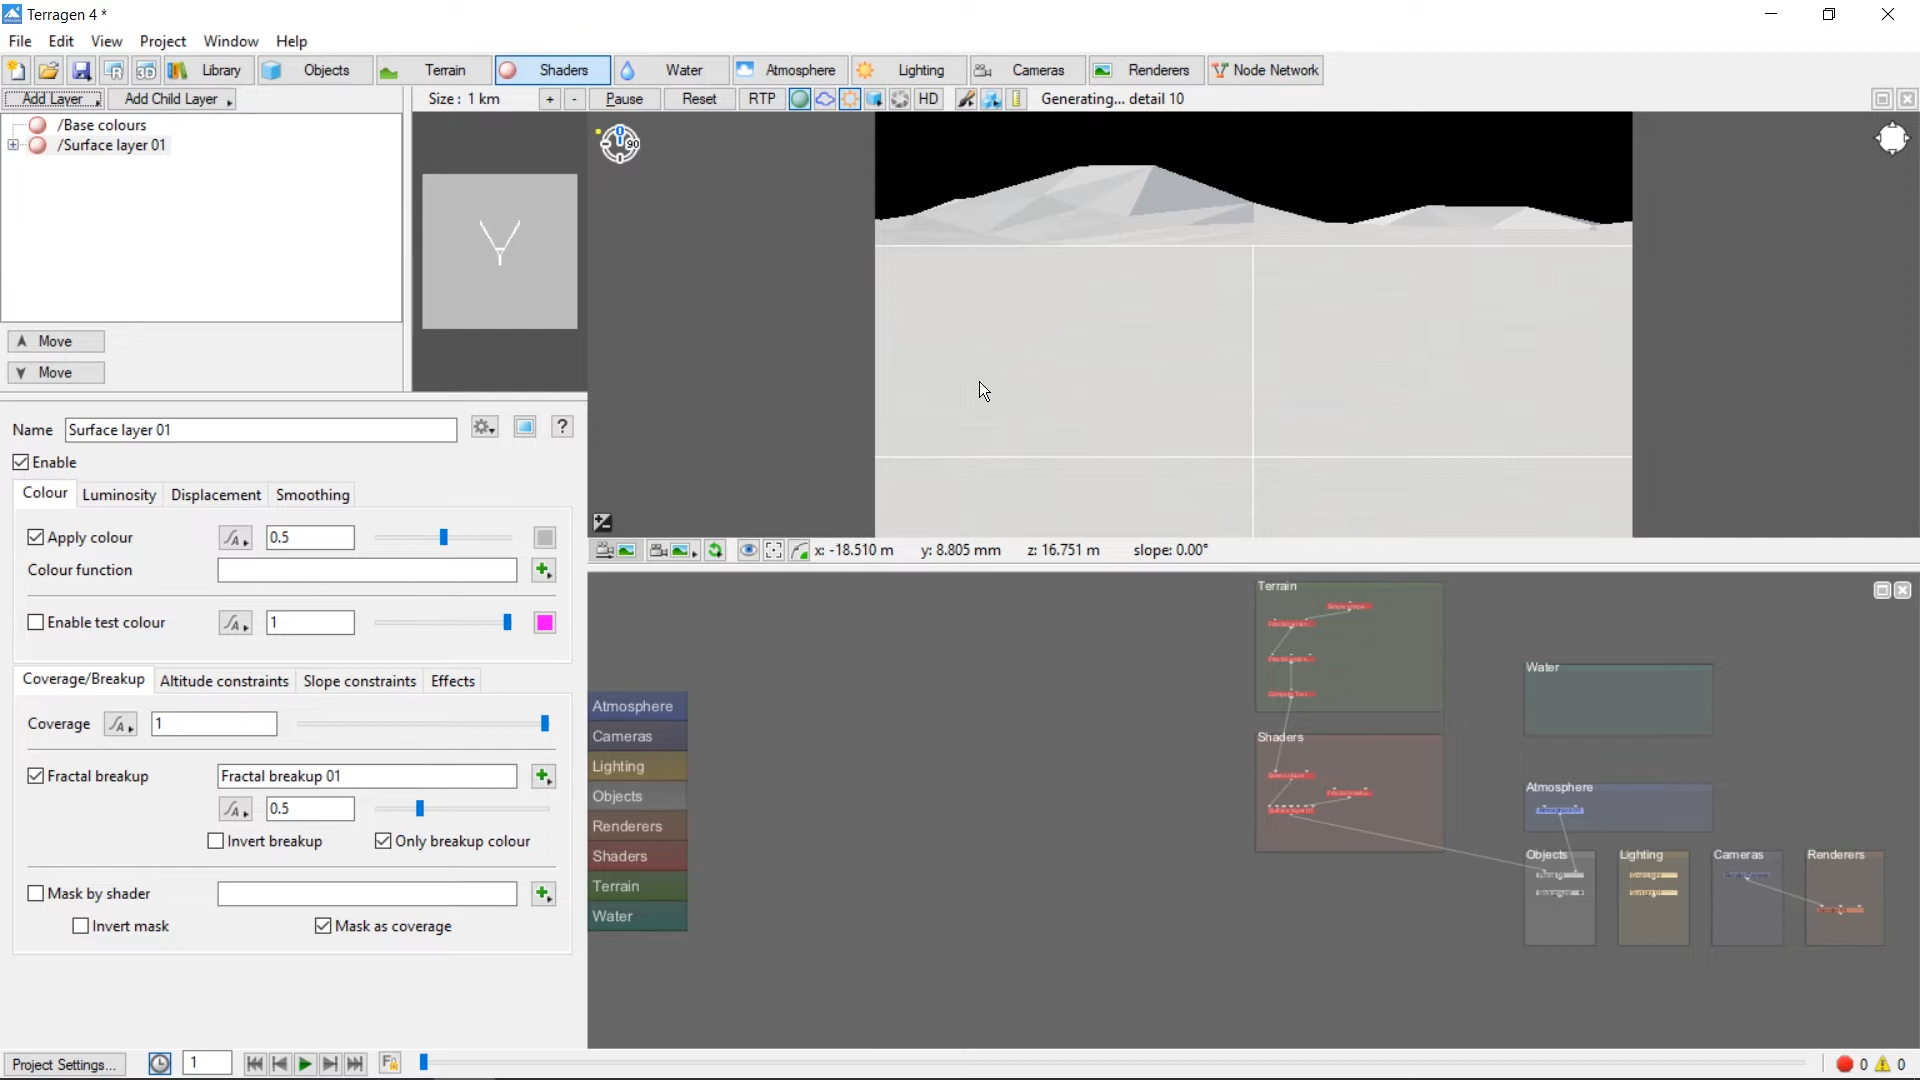 Terragen 4 *
File Edit View Project Window Help
Library Objects Terrain Shaders Water Atmosphere Lighting Cameras Renderers Node Network
Add Layer Add Child Layer Size : 1 km + - Pause Reset RTP HD Generating... detail 10
/Base colours
/Surface layer 01
Move
Move
Name Surface layer 01 ?
Enable
Colour Luminosity Displacement Smoothing
Apply colour 0.5
Colour function
Enable test colour 1
Coverage/Breakup Altitude constraints Slope constraints Effects
Coverage 1
Fractal breakup Fractal breakup 01
0.5
Invert breakup Only breakup colour
Mask by shader
Invert mask Mask as coverage
x: -18.510 m y: 8.805 mm z: 16.751 m slope: 0.00°
Atmosphere
Cameras
Lighting
Objects
Renderers
Shaders
Terrain
Water
Terrain
Shaders
Water
Atmosphere
Objects Lighting Cameras Renderers
Project Settings... 1 0 0